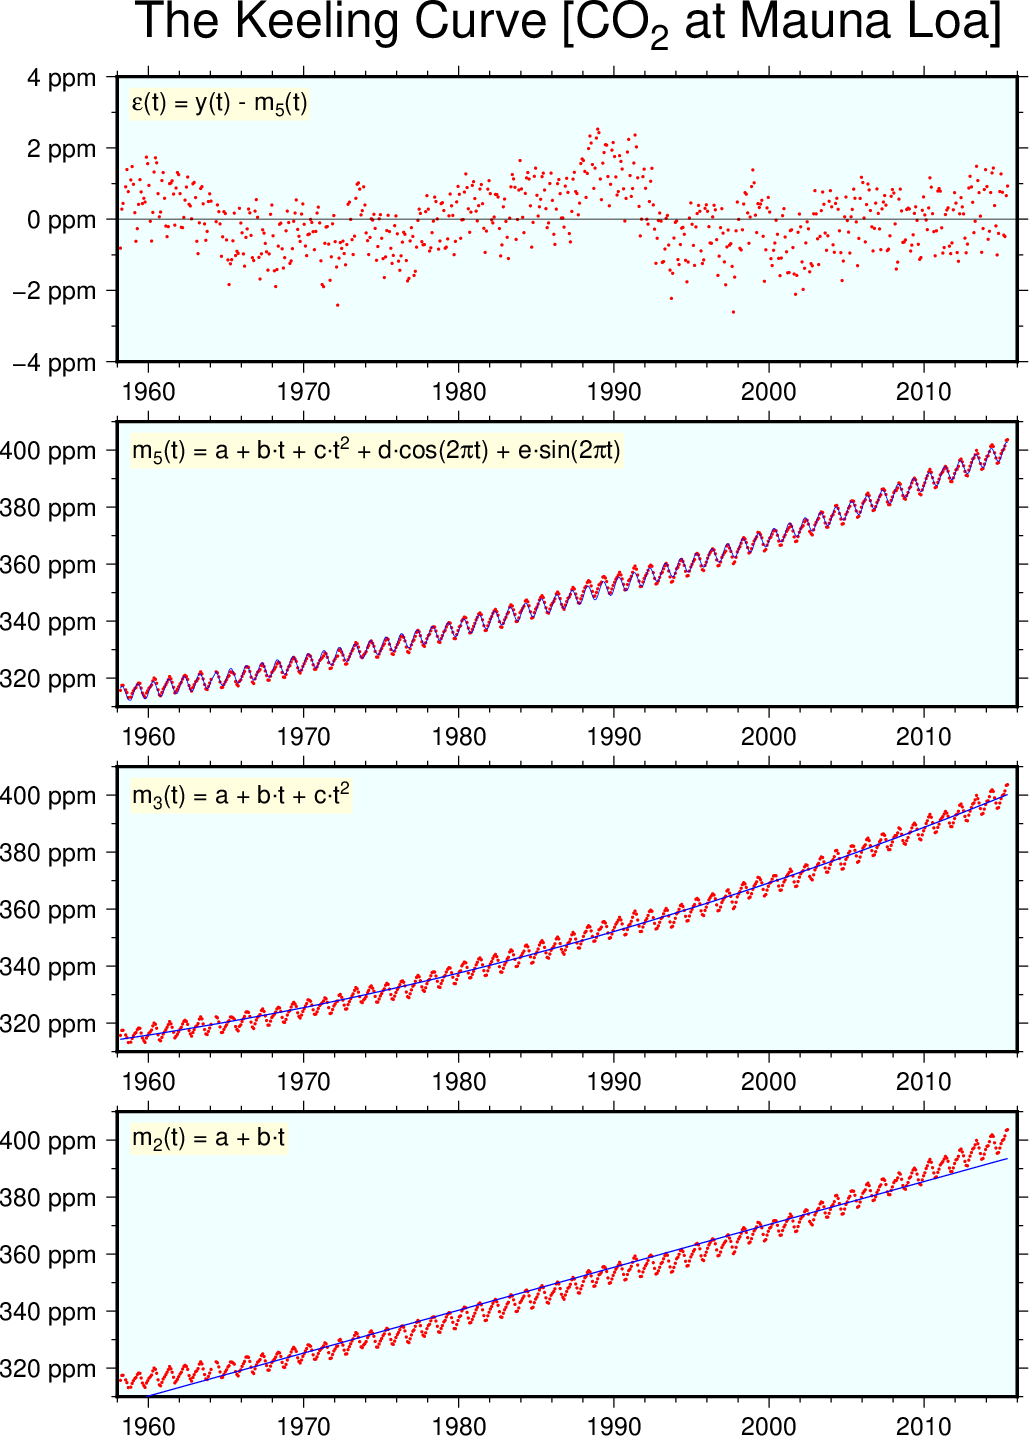 The Keeling Curve [CO₂ at Mauna Loa]
4 ppm
ε(t) = y(t) - m₅(t)
2 ppm
0 ppm
−2 ppm
−4 ppm
1960 1970 1980 1990 2000 2010
400 ppm
m₅(t) = a + b·t + c·t² + d·cos(2πt) + e·sin(2πt)
380 ppm
360 ppm
340 ppm
320 ppm
1960 1970 1980 1990 2000 2010
400 ppm
m₃(t) = a + b·t + c·t²
380 ppm
360 ppm
340 ppm
320 ppm
1960 1970 1980 1990 2000 2010
400 ppm
m₂(t) = a + b·t
380 ppm
360 ppm
340 ppm
320 ppm
1960 1970 1980 1990 2000 2010